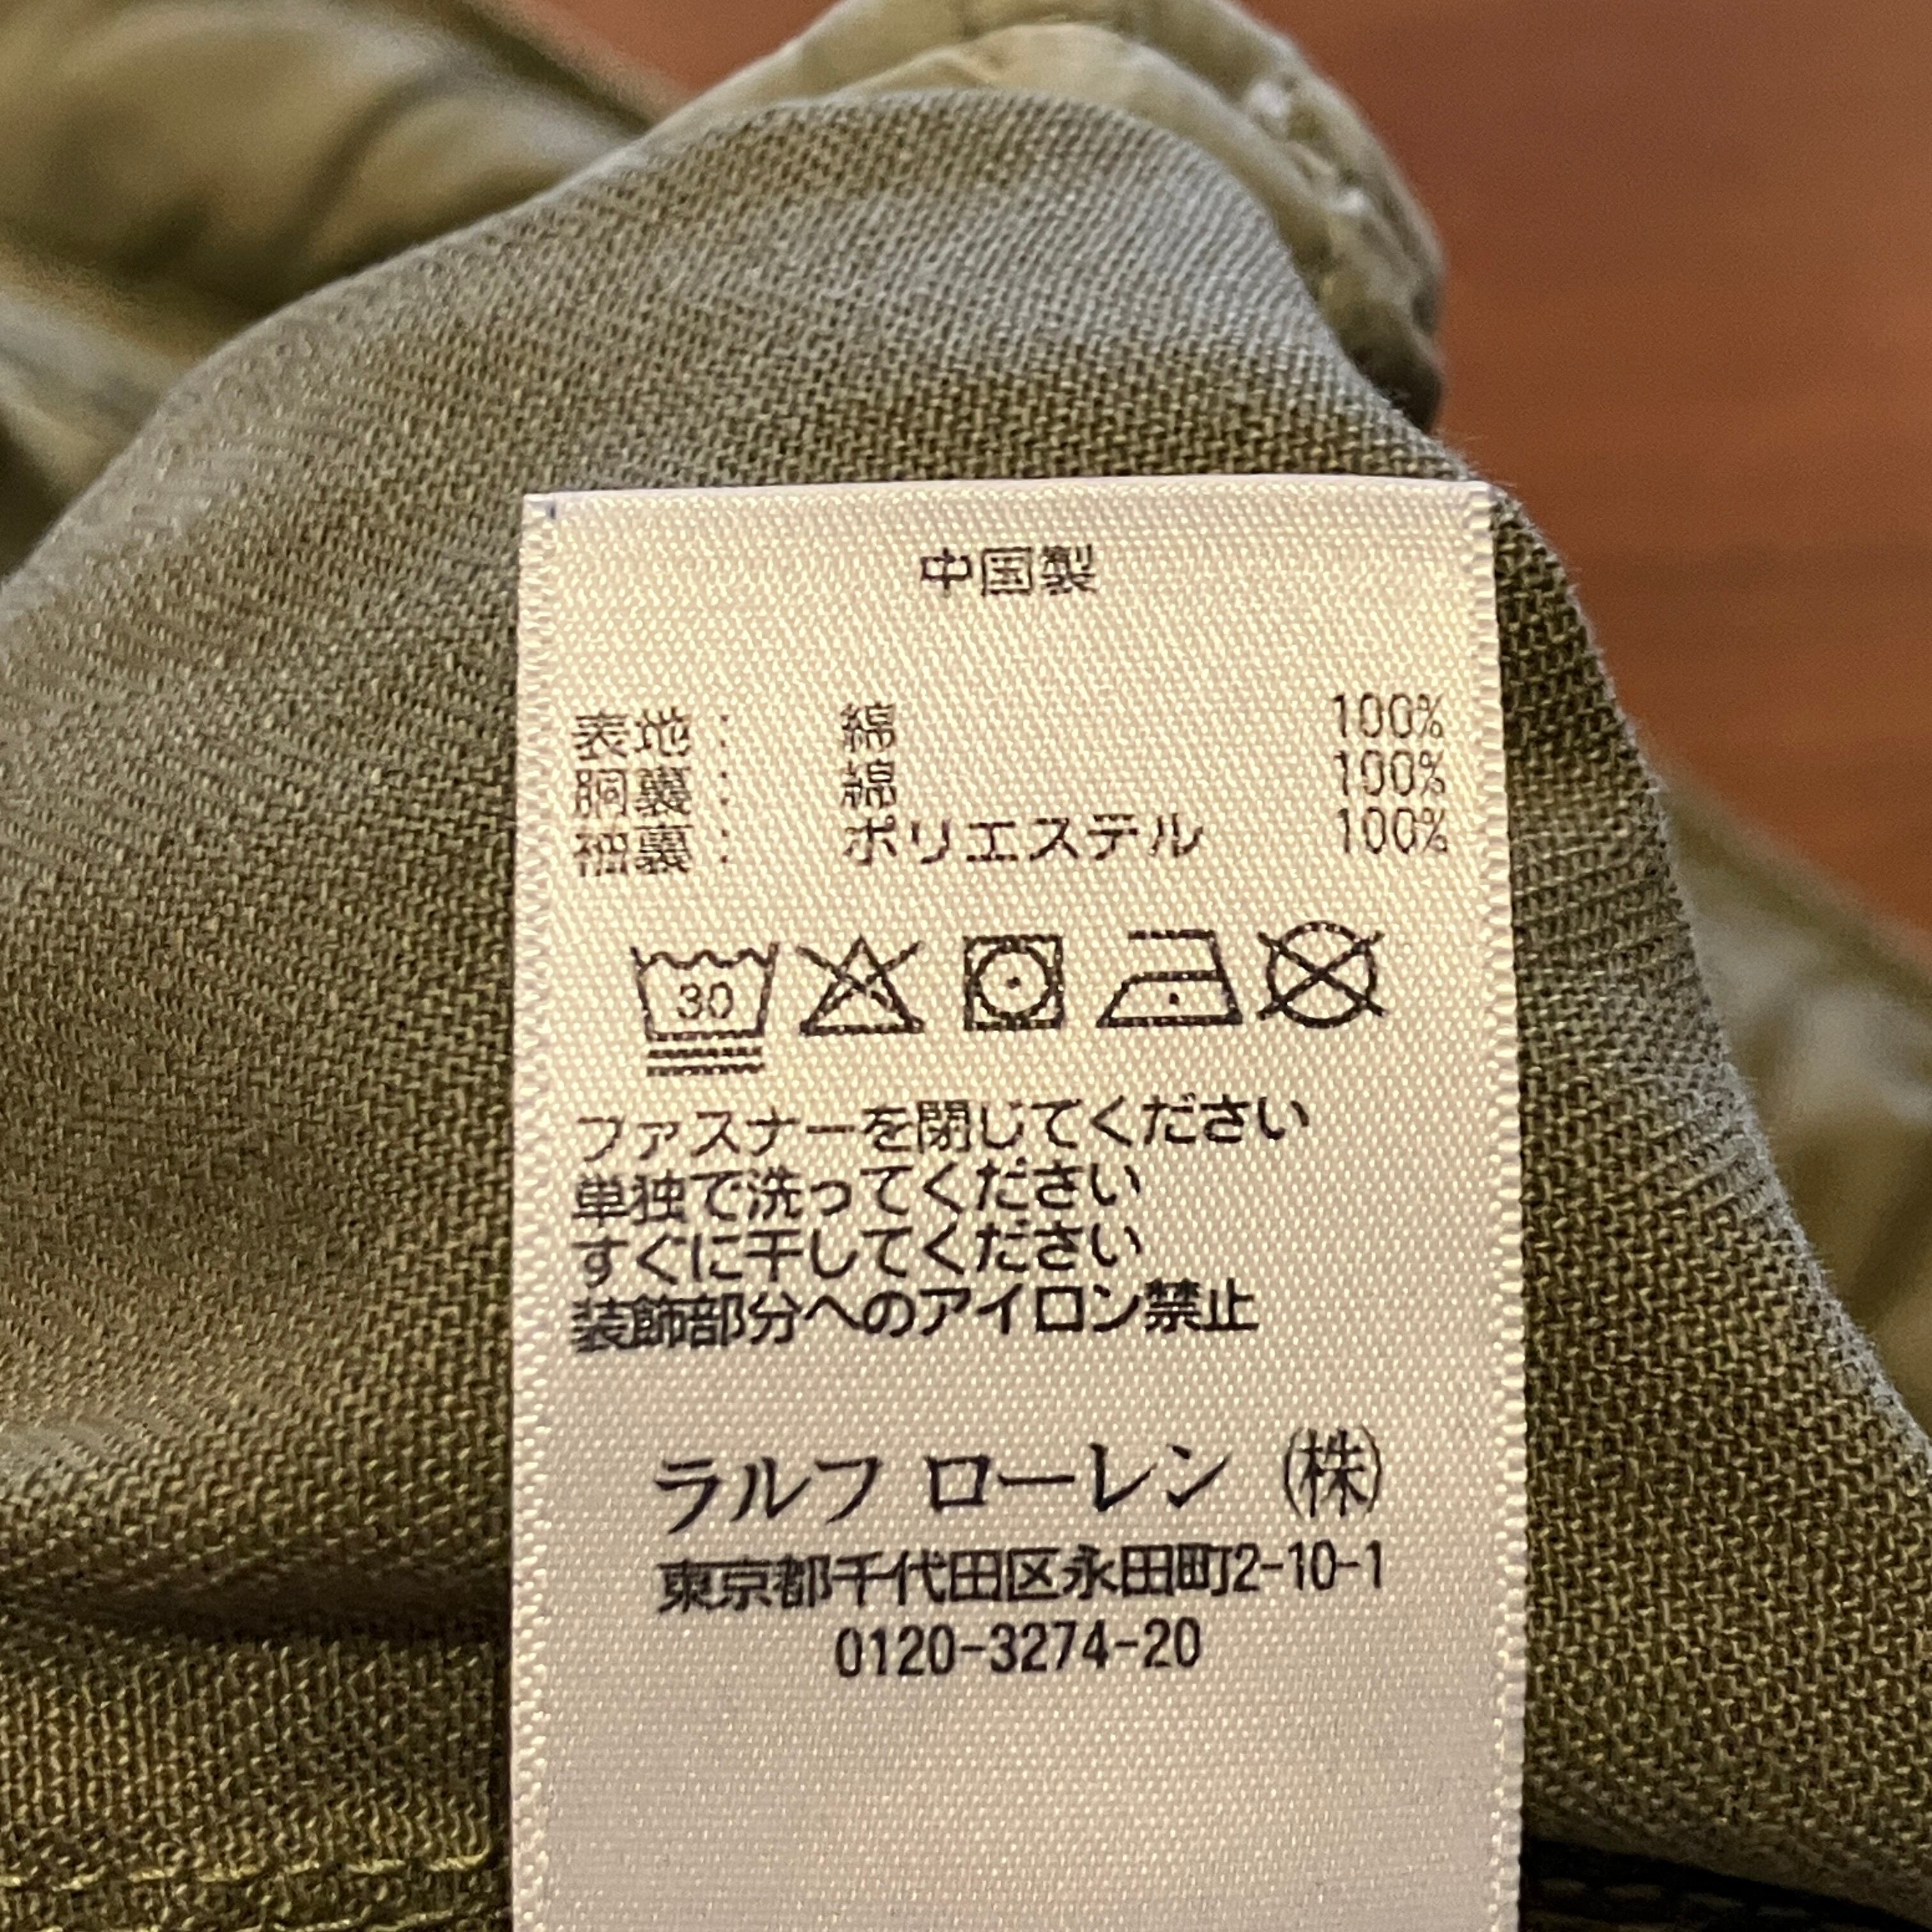 中国製
表地: 綿 100%
胴裏: 綿 100%
袖裏: ポリエステル 100%
30
ファスナーを閉じてください
単独で洗ってください
すぐに干してください
装飾部分へのアイロン禁止
ラルフ ローレン ㈱
東京都千代田区永田町2-10-1
0120-3274-20